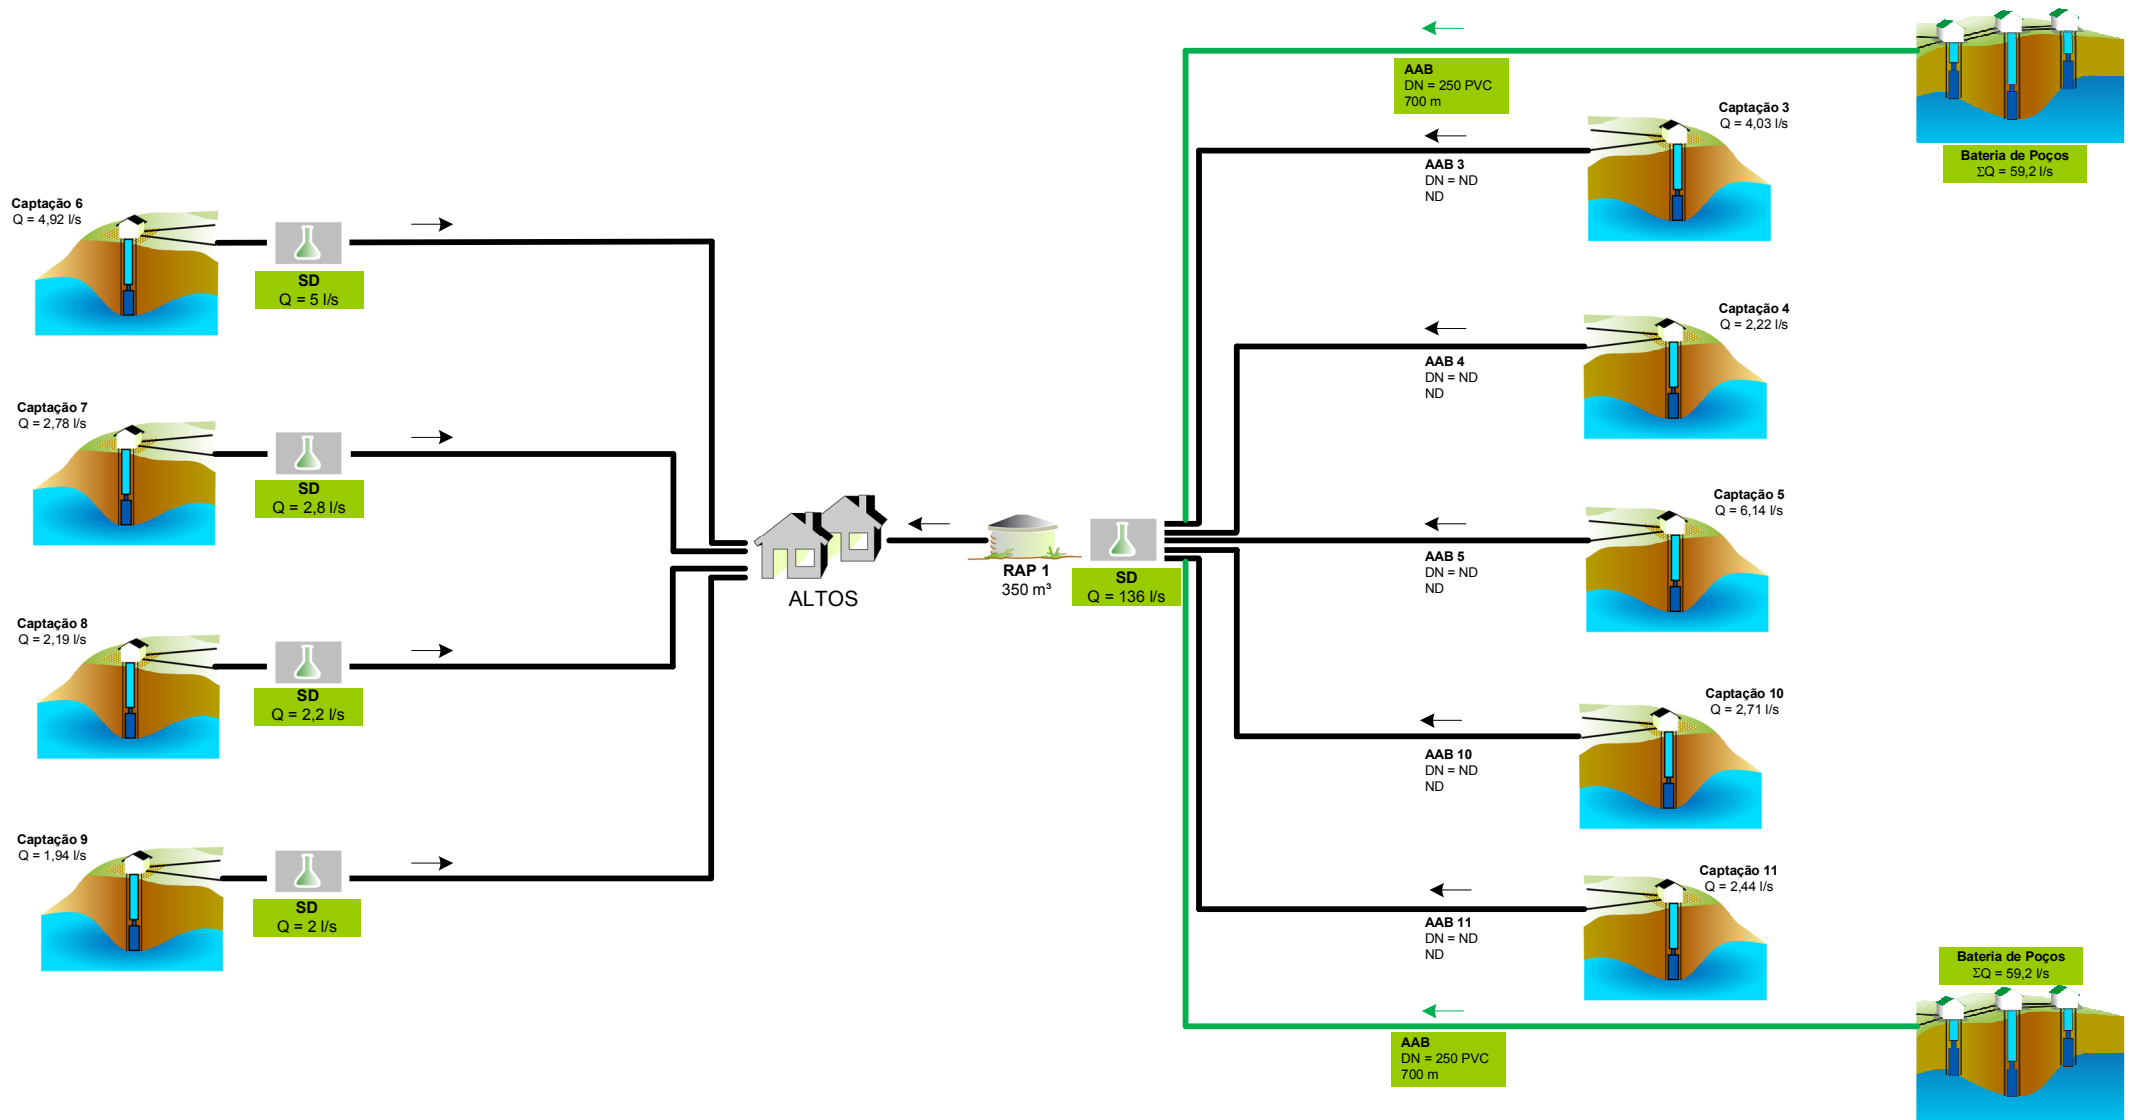 AAB
DN = 250 PVC
700 m
Captação 3
Q = 4,03 l/s
Bateria de Poços
ΣQ = 59,2 l/s
AAB 3
DN = ND
ND
Captação 6
Q = 4,92 l/s
SD
Q = 5 l/s
Captação 4
Q = 2,22 l/s
AAB 4
DN = ND
ND
Captação 7
Q = 2,78 l/s
SD
Q = 2,8 l/s
Captação 5
Q = 6,14 l/s
AAB 5
DN = ND
ND
ALTOS
RAP 1
350 m³
SD
Q = 136 l/s
Captação 8
Q = 2,19 l/s
SD
Q = 2,2 l/s
Captação 10
Q = 2,71 l/s
AAB 10
DN = ND
ND
Captação 9
Q = 1,94 l/s
SD
Q = 2 l/s
Captação 11
Q = 2,44 l/s
AAB 11
DN = ND
ND
Bateria de Poços
ΣQ = 59,2 l/s
AAB
DN = 250 PVC
700 m